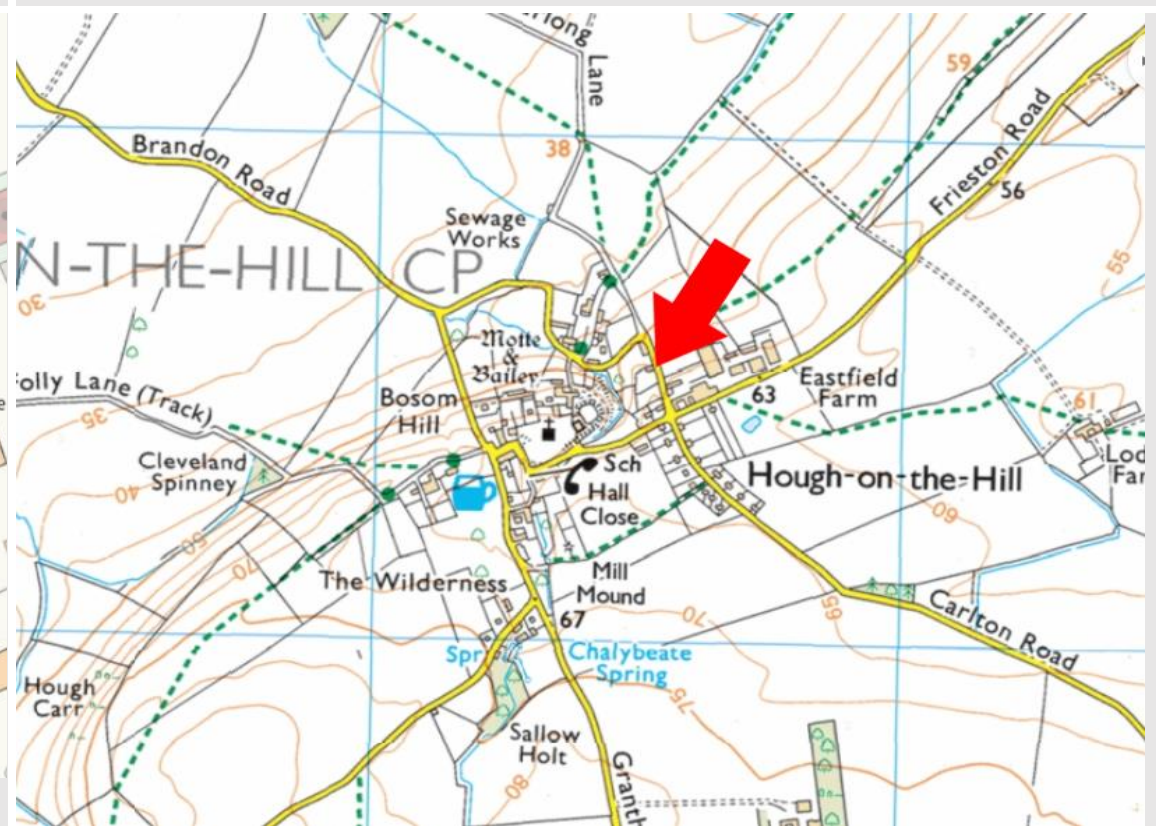 Lane
59
Brandon Road
38
Frieston Road
56
Sewage
Works
N-THE-HILL CP
55
30
Motte
&
Bailey
olly Lane (Track)
35
Bosom
Hill
63
Eastfield
Farm
61
Cleveland
Spinney
40
Sch
Hall
Close
Hough-on-the-Hill
Lod
Far
50
60
70
The Wilderness
Mill
Mound
67
70
65
Carlton Road
Spr
Chalybeate
Spring
Hough
Carr
75
Sallow
Holt
80
Granth